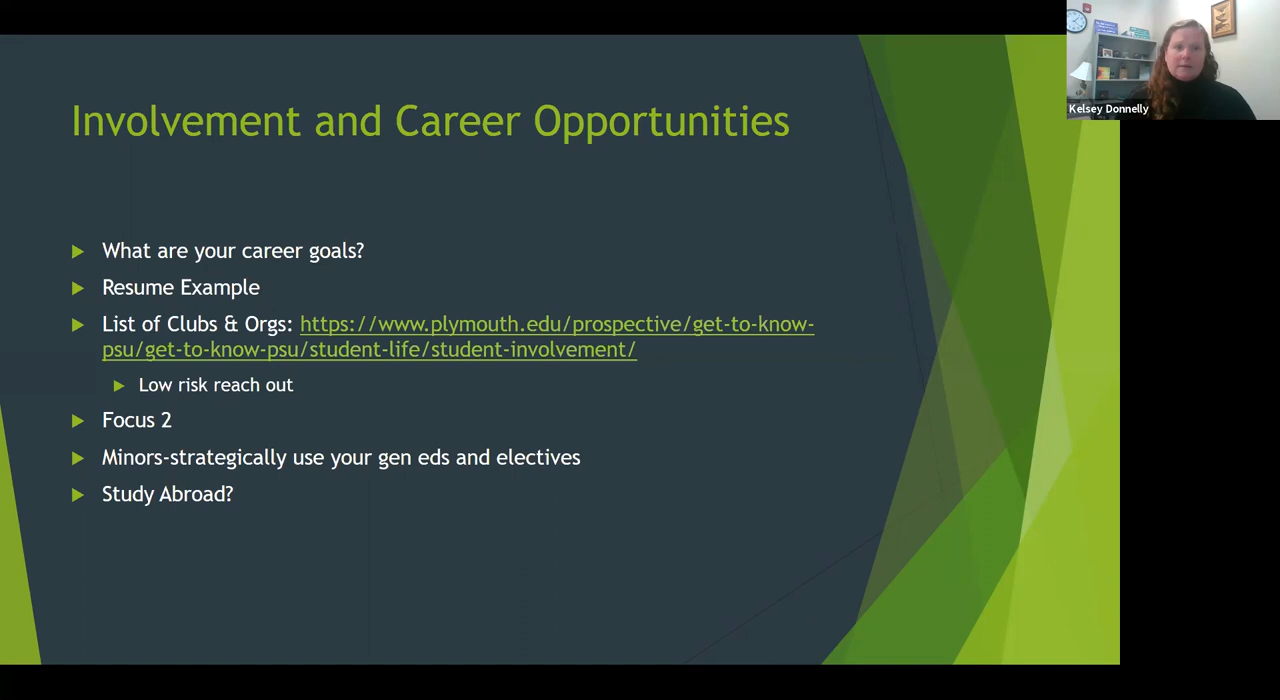 Involvement and Career Opportunities
What are your career goals?
Resume Example
List of Clubs & Orgs: https://www.plymouth.edu/prospective/get-to-know-
psu/get-to-know-psu/student-life/student-involvement/
Low risk reach out
Focus 2
Minors-strategically use your gen eds and electives
Study Abroad?
Kelsey Donnelly